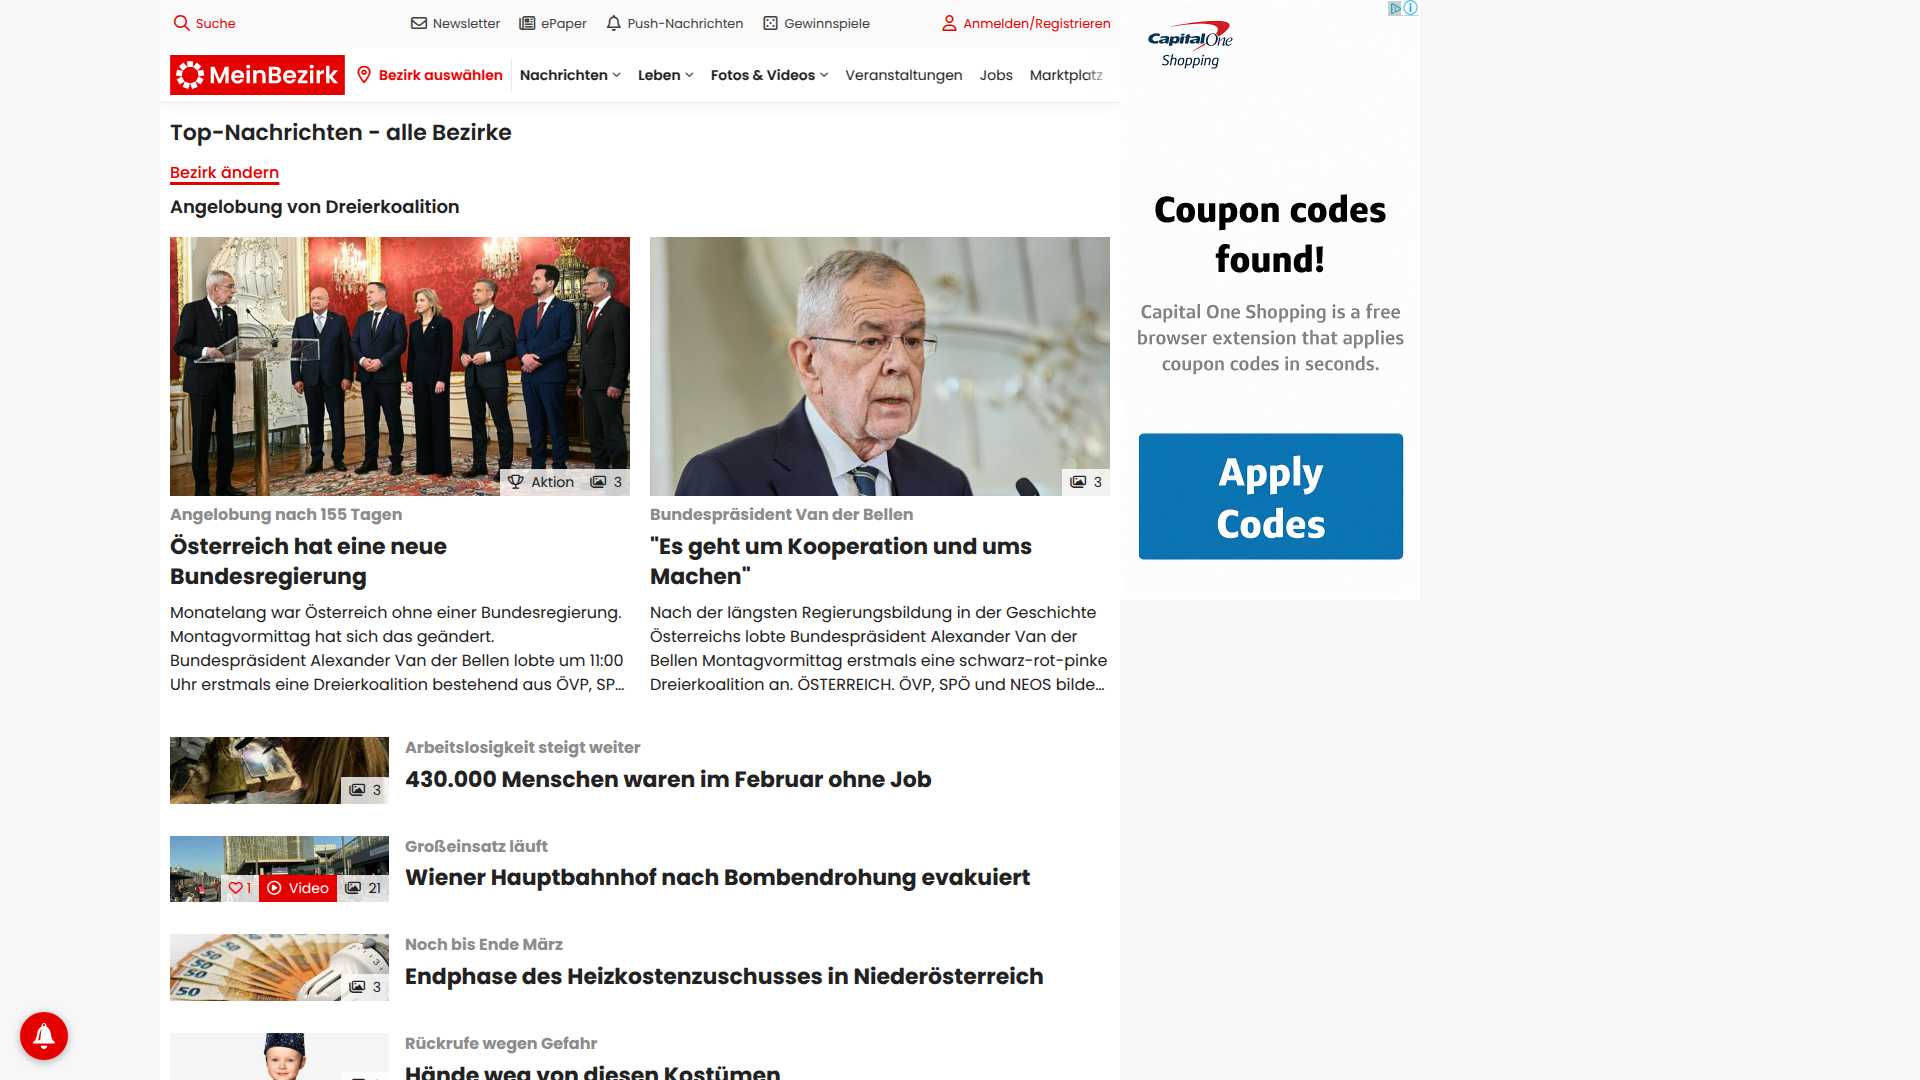 Suche
Newsletter
ePaper
Push-Nachrichten
Gewinnspiele
Anmelden/Registrieren
MeinBezirk
Bezirk auswählen
Nachrichten
Leben
Fotos & Videos
Veranstaltungen
Jobs
Marktplatz
Top-Nachrichten - alle Bezirke
Bezirk ändern
Angelobung von Dreierkoalition
Aktion
3
Angelobung nach 155 Tagen
Österreich hat eine neue
Bundesregierung
Monatelang war Österreich ohne einer Bundesregierung.
Montagvormittag hat sich das geändert.
Bundespräsident Alexander Van der Bellen lobte um 11:00
Uhr erstmals eine Dreierkoalition bestehend aus ÖVP, SP...
3
Bundespräsident Van der Bellen
"Es geht um Kooperation und ums
Machen"
Nach der längsten Regierungsbildung in der Geschichte
Österreichs lobte Bundespräsident Alexander Van der
Bellen Montagvormittag erstmals eine schwarz-rot-pinke
Dreierkoalition an. ÖSTERREICH. ÖVP, SPÖ und NEOS bilde...
3
Arbeitslosigkeit steigt weiter
430.000 Menschen waren im Februar ohne Job
1
Video
21
Großeinsatz läuft
Wiener Hauptbahnhof nach Bombendrohung evakuiert
50
50
50
50
3
Noch bis Ende März
Endphase des Heizkostenzuschusses in Niederösterreich
Rückrufe wegen Gefahr
Hände weg von diesen Kostümen
Capital One
Shopping
Coupon codes
found!
Capital One Shopping is a free
browser extension that applies
coupon codes in seconds.
Apply
Codes